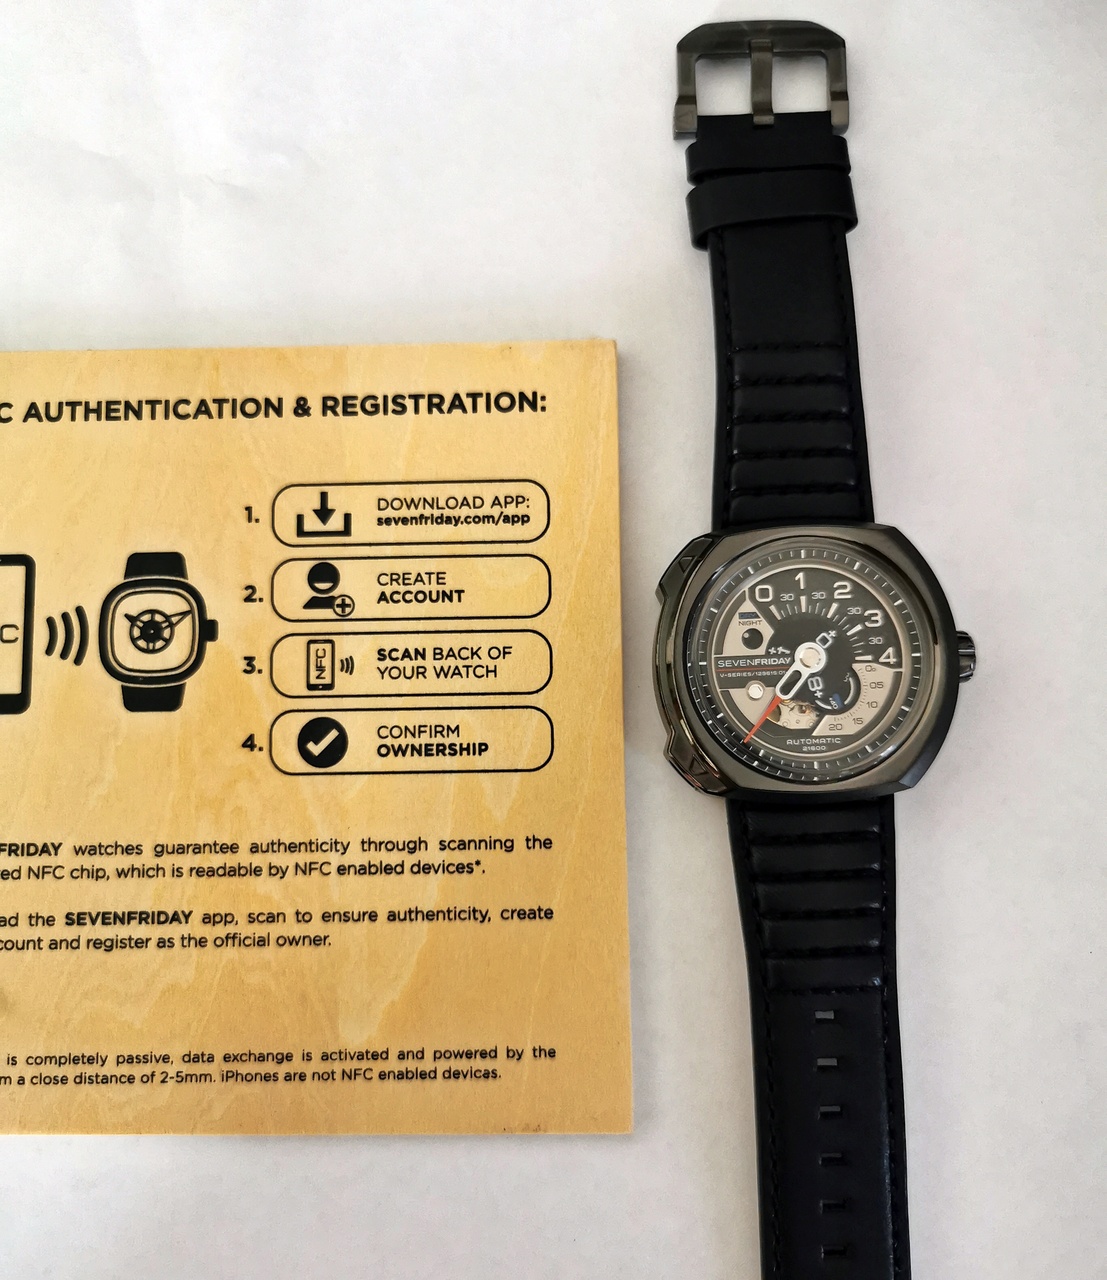 C AUTHENTICATION & REGISTRATION:
1. DOWNLOAD APP:
sevenfriday.com/app
2. CREATE
ACCOUNT
3. NFC SCAN BACK OF
YOUR WATCH
4. CONFIRM
OWNERSHIP
C
FRIDAY watches guarantee authenticity through scanning the
ed NFC chip, which is readable by NFC enabled devices*.
ad the SEVENFRIDAY app, scan to ensure authenticity, create
count and register as the official owner.
is completely passive, data exchange is activated and powered by the
m a close distance of 2-5mm. iPhones are not NFC enabled devices.
0 30 1 30 2 30 3 30 4
NIGHT
SEVENFRIDAY
V-SERIES/
05
10
15
20
AUTOMATIC
21600